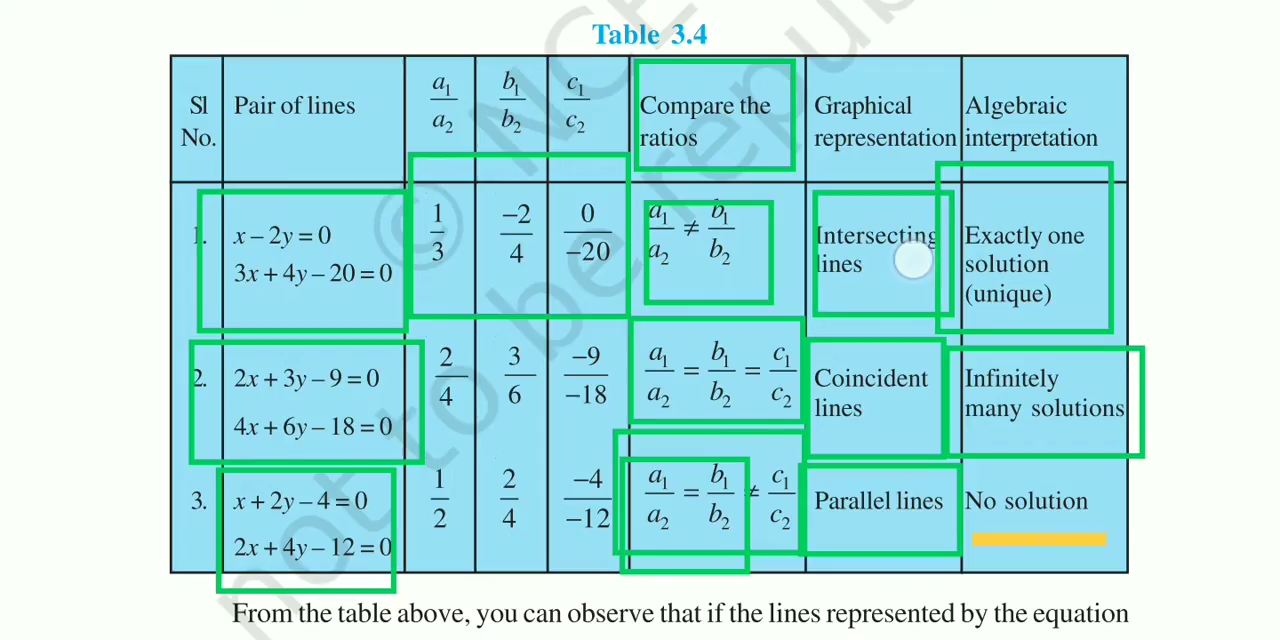 Table 3.4
Sl No. | Pair of lines | a₁/a₂ | b₁/b₂ | c₁/c₂ | Compare the ratios | Graphical representation | Algebraic interpretation
1. | x – 2y = 0 3x + 4y – 20 = 0 | 1/3 | –2/4 | 0/–20 | a₁/a₂ ≠ b₁/b₂ | Intersecting lines | Exactly one solution (unique)
2. | 2x + 3y – 9 = 0 4x + 6y – 18 = 0 | 2/4 | 3/6 | –9/–18 | a₁/a₂ = b₁/b₂ = c₁/c₂ | Coincident lines | Infinitely many solutions
3. | x + 2y – 4 = 0 2x + 4y – 12 = 0 | 1/2 | 2/4 | –4/–12 | a₁/a₂ = b₁/b₂ ≠ c₁/c₂ | Parallel lines | No solution
From the table above, you can observe that if the lines represented by the equation
© NCE
not to be republ